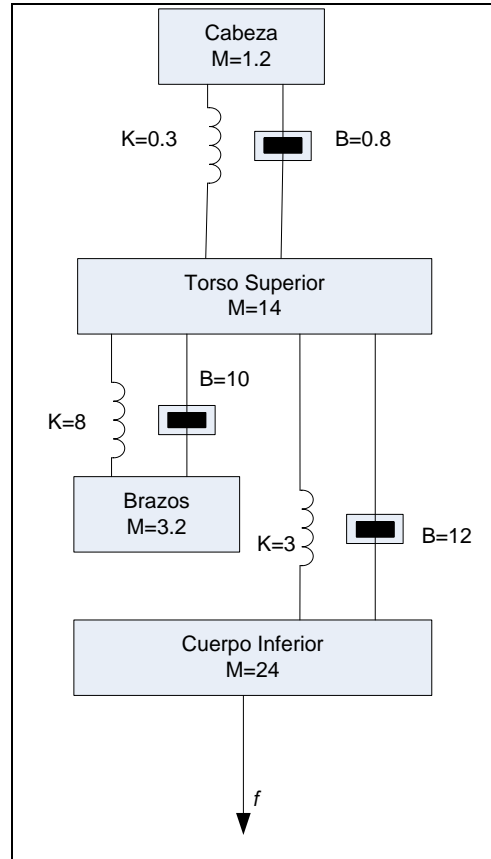 Cabeza
M=1.2
K=0.3
B=0.8
Torso Superior
M=14
B=10
K=8
Brazos
M=3.2
K=3
B=12
Cuerpo Inferior
M=24
f